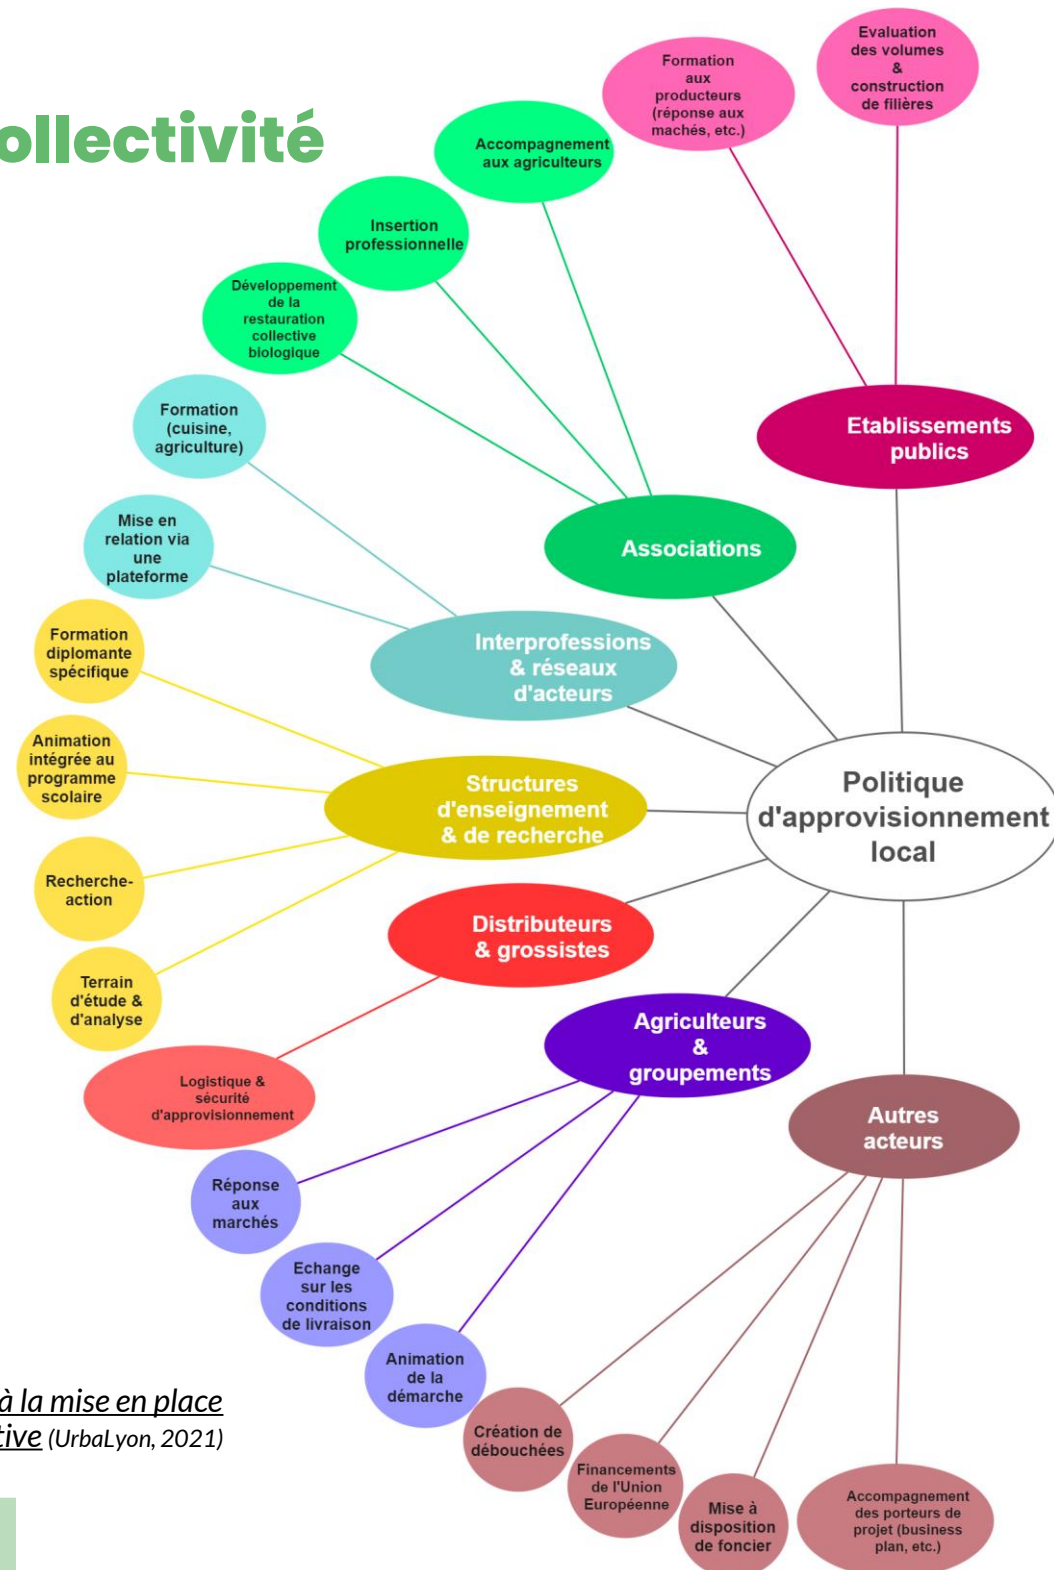 ollectivité
Evaluation
des volumes
&
construction
de filières
Formation
aux
producteurs
(réponse aux
machés, etc.)
Accompagnement
aux agriculteurs
Insertion
professionnelle
Développement
de la
restauration
collective
biologique
Formation
(cuisine,
agriculture)
Mise en
relation via
une
plateforme
Formation
diplomante
spécifique
Animation
intégrée au
programme
scolaire
Recherche-
action
Terrain
d'étude &
d'analyse
Logistique &
sécurité
d'approvisionnement
Réponse
aux
marchés
Echange
sur les
conditions
de livraison
Animation
de la
démarche
Création de
débouchées
Financements
de l'Union
Européenne
Mise à
disposition
de foncier
Accompagnement
des porteurs de
projet (business
plan, etc.)
Etablissements
publics
Associations
Interprofessions
& réseaux
d'acteurs
Structures
d'enseignement
& de recherche
Distributeurs
& grossistes
Agriculteurs
&
groupements
Autres
acteurs
Politique
d'approvisionnement
local
à la mise en place
tive (UrbaLyon, 2021)